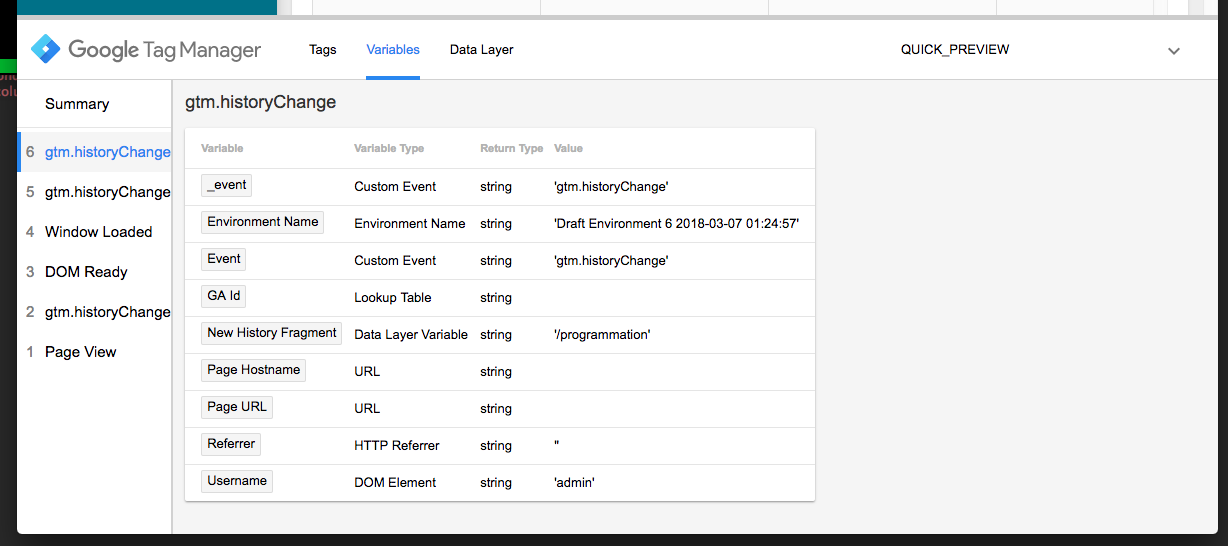 Google Tag Manager Tags Variables Data Layer QUICK_PREVIEW
Summary
6 gtm.historyChange
5 gtm.historyChange
4 Window Loaded
3 DOM Ready
2 gtm.historyChange
1 Page View
gtm.historyChange
Variable Variable Type Return Type Value
_event Custom Event string 'gtm.historyChange'
Environment Name Environment Name string 'Draft Environment 6 2018-03-07 01:24:57'
Event Custom Event string 'gtm.historyChange'
GA Id Lookup Table string
New History Fragment Data Layer Variable string '/programmation'
Page Hostname URL string
Page URL URL string
Referrer HTTP Referrer string ''
Username DOM Element string 'admin'